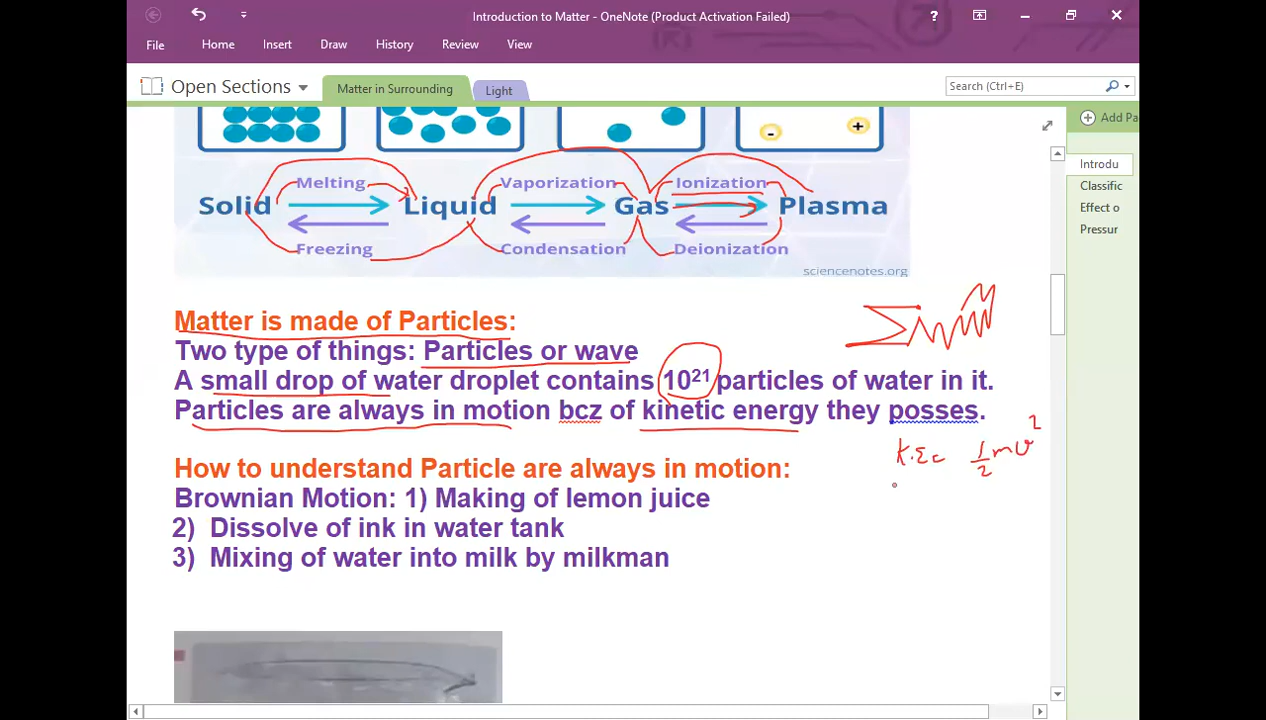 Introduction to Matter - OneNote (Product Activation Failed)
?
File Home Insert Draw History Review View
Open Sections Matter in Surrounding Light Search (Ctrl+E)
Add Pa
Introdu
Classific
Effect o
Pressur
- +
Melting Vaporization Ionization
Solid Liquid Gas Plasma
Freezing Condensation Deionization
sciencenotes.org
Matter is made of Particles:
Two type of things: Particles or wave
A small drop of water droplet contains 10²¹ particles of water in it.
Particles are always in motion bcz of kinetic energy they posses.
K.E 1/2 mv²
How to understand Particle are always in motion:
Brownian Motion: 1) Making of lemon juice
2) Dissolve of ink in water tank
3) Mixing of water into milk by milkman